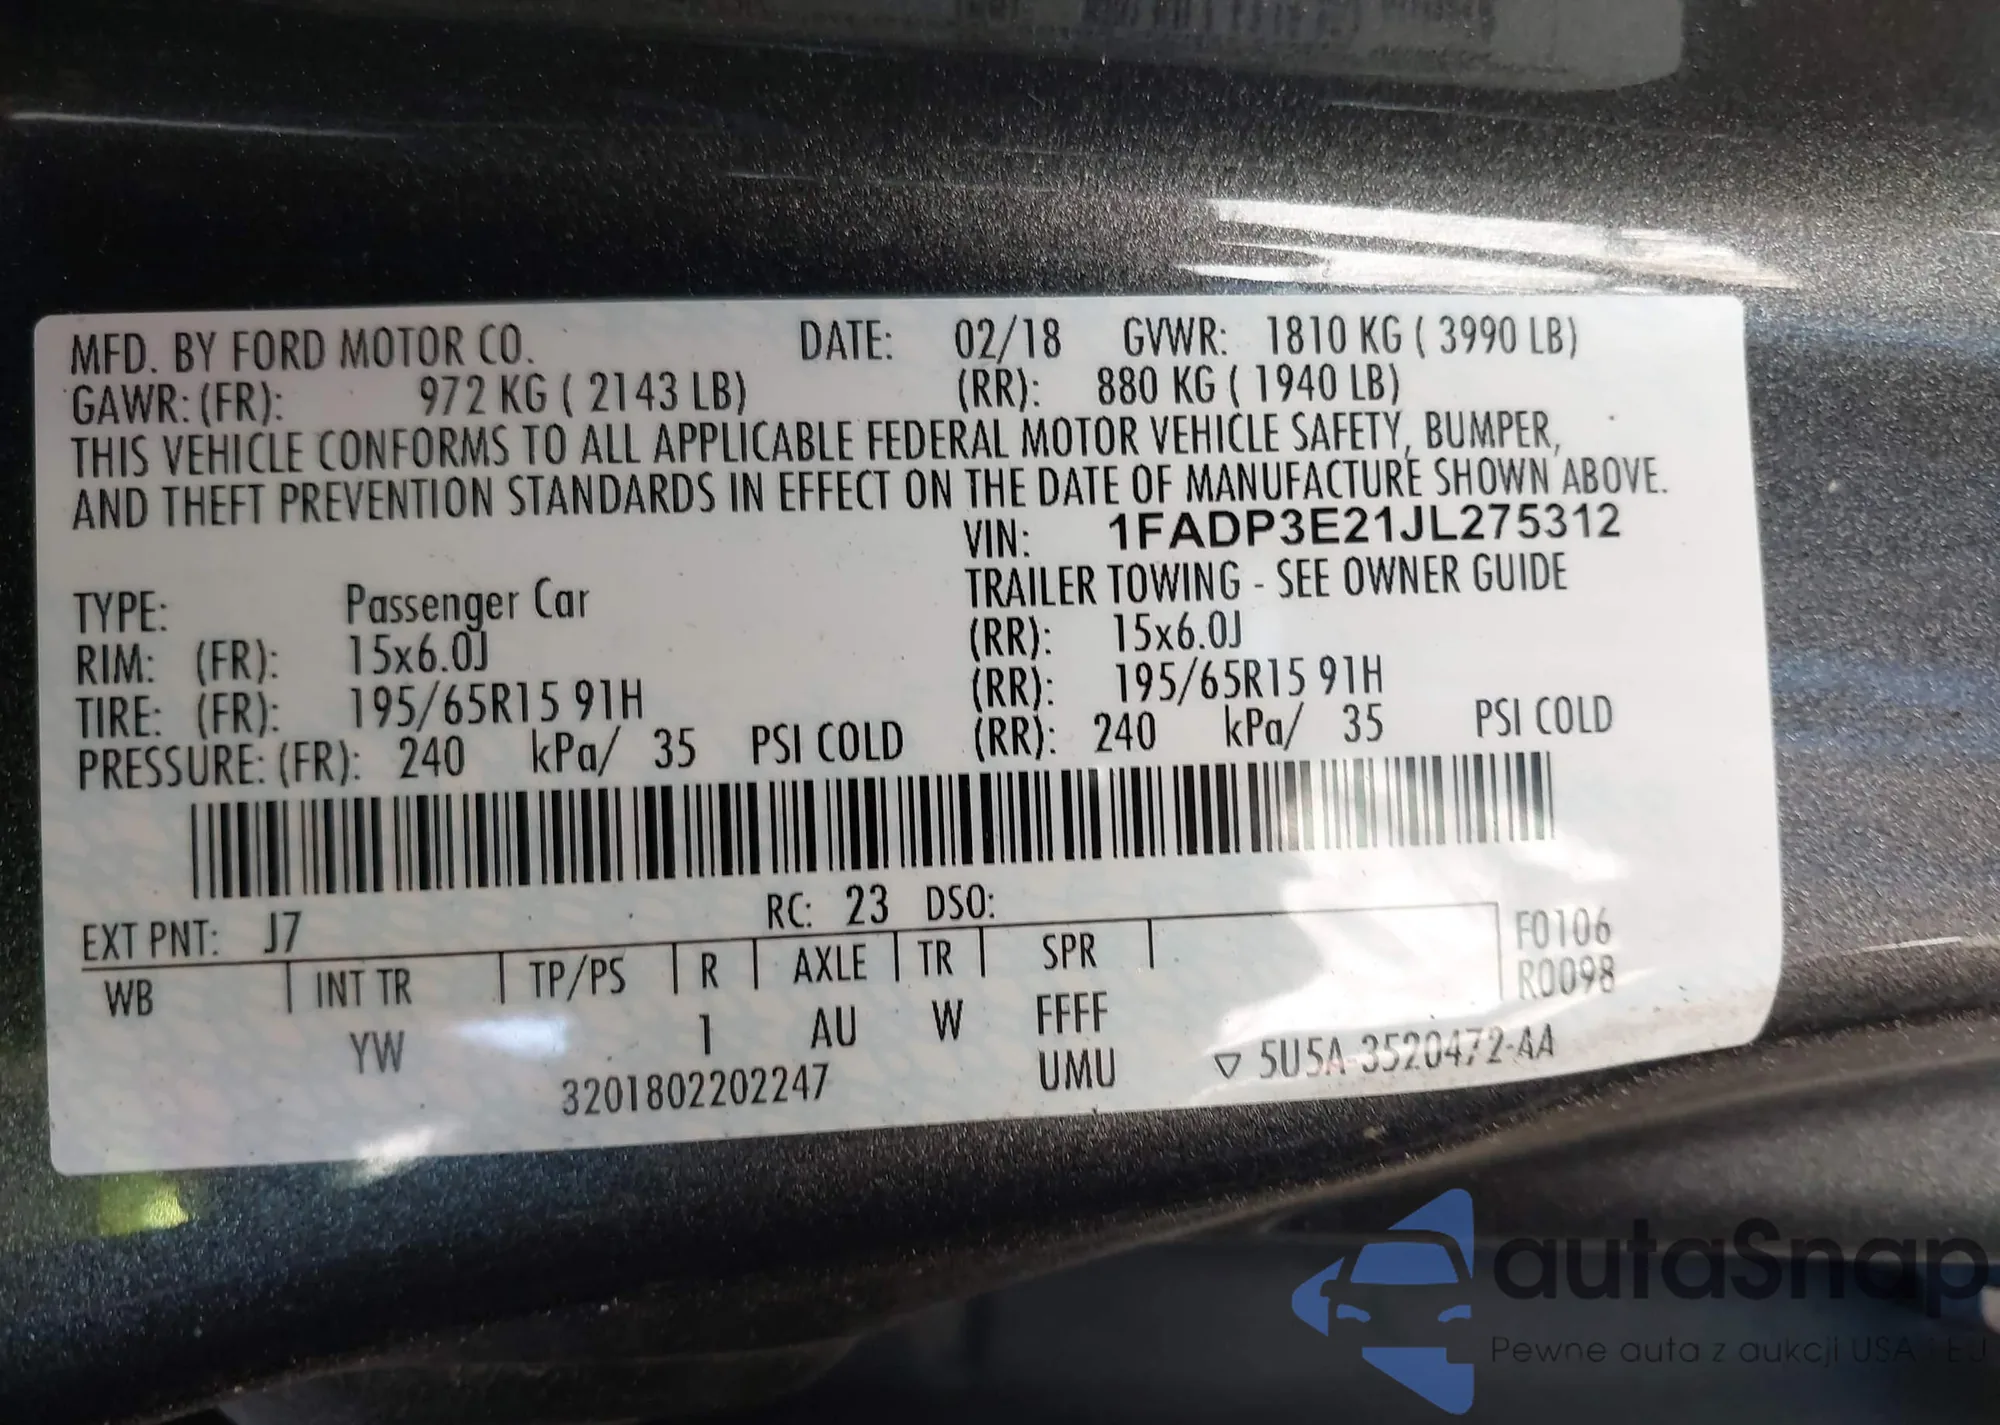 MFD. BY FORD MOTOR CO. DATE: 02/18 GVWR: 1810 KG ( 3990 LB)
GAWR: (FR): 972 KG ( 2143 LB) (RR): 880 KG ( 1940 LB)
THIS VEHICLE CONFORMS TO ALL APPLICABLE FEDERAL MOTOR VEHICLE SAFETY, BUMPER,
AND THEFT PREVENTION STANDARDS IN EFFECT ON THE DATE OF MANUFACTURE SHOWN ABOVE.
VIN: 1FADP3E21JL275312
TYPE: Passenger Car TRAILER TOWING - SEE OWNER GUIDE
RIM: (FR): 15x6.0J (RR): 15x6.0J
TIRE: (FR): 195/65R15 91H (RR): 195/65R15 91H
PRESSURE: (FR): 240 kPa/ 35 PSI COLD (RR): 240 kPa/ 35 PSI COLD
EXT PNT: J7 RC: 23 DSO: F0106
WB INT TR TP/PS R AXLE TR SPR R0098
YW 1 AU W FFFF
3201802202247 UMU ▽ 5U5A-3520472-AA
autaSnap
Pewne auta z aukcji USA i EU